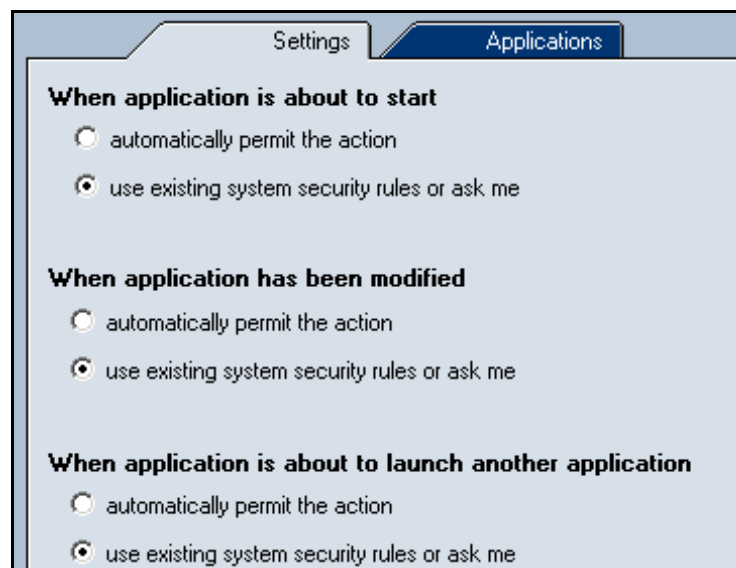 Settings Applications
When application is about to start
automatically permit the action
use existing system security rules or ask me
When application has been modified
automatically permit the action
use existing system security rules or ask me
When application is about to launch another application
automatically permit the action
use existing system security rules or ask me